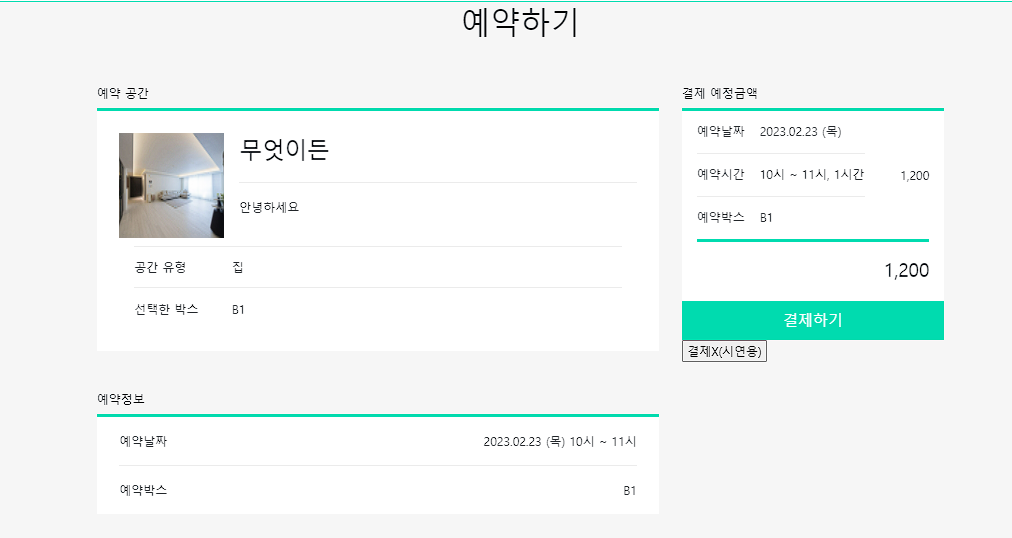 예약하기
예약 공간
무엇이든
안녕하세요
공간 유형 집
선택한 박스 B1
예약정보
예약날짜 2023.02.23 (목) 10시 ~ 11시
예약박스 B1
결제 예정금액
예약날짜 2023.02.23 (목)
예약시간 10시 ~ 11시, 1시간 1,200
예약박스 B1
1,200
결제하기
결제X(시연용)